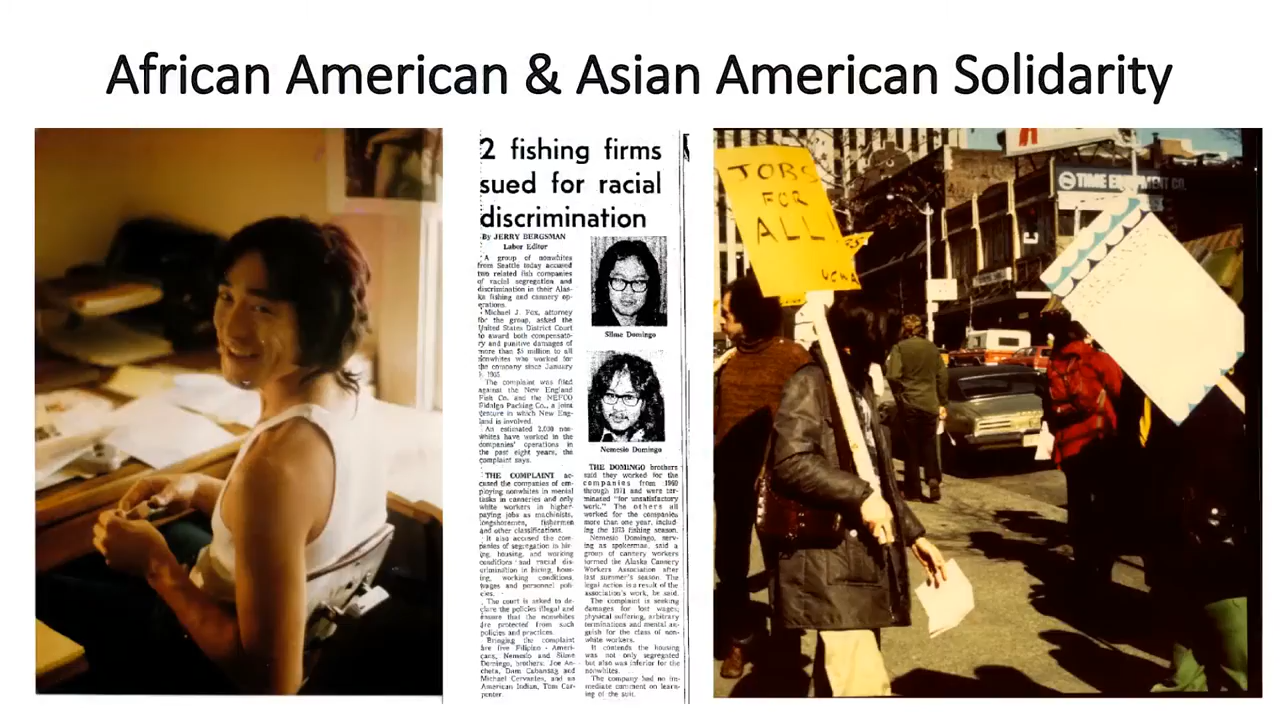 African American & Asian American Solidarity
2 fishing firms
sued for racial
discrimination
By JERRY BERGSMAN
Labor Editor
A group of nonwhites
from Seattle today accused
two related fish companies
of racial segregation and
discrimination in their Alas-
ka fishing and cannery op-
erations.
Michael J. Fox, attorney
for the group, asked the
United States District Court
to award both compensato-
ry and punitive damages of
more than $5 million to all
nonwhites who worked for
the company since January
The complaint was filed
against the New England
Fish Co. and the NEFCO
Fidalgo Packing Co., a joint
venture in which New Eng-
land is involved.
An estimated 2,000 non-
whites have worked in the
companies' operations in
the past eight years, the
complaint says.
THE COMPLAINT ac-
cused the companies of em-
ploying nonwhites in menial
tasks in canneries and only
white workers in higher-
paying jobs as machinists,
longshoremen, fishermen
and other classifications.
It also accused the com-
panies of segregation in hir-
ing, housing, and working
conditions and racial dis-
crimination in hiring, hous-
ing, working conditions,
wages and personnel poli-
cies.
The court is asked to de-
clare the policies illegal and
ensure that the nonwhites
are protected from such
policies and practices.
Bringing the complaint
are five Filipino-Ameri-
cans, Nemesio and Silme
Domingo, brothers; Joe An-
cheta, Dam Cabansag and
Michael Cervantes, and an
American Indian, Tom Car-
penter.
Silme Domingo
Nemesio Domingo
THE DOMINGO brothers
said they worked for the
companies from
through 1971 and were ter-
minated "for unsatisfactory
work." The others all
worked for the companies
more than one year, includ-
ing the 1973 fishing season.
Nemesio Domingo, serv-
ing as spokesman, said a
group of cannery workers
formed the Alaska Cannery
Workers Association after
last summer's season. The
legal action is a result of the
association's work, he said.
The complaint is seeking
damages for lost wages,
physical suffering, arbitrary
terminations and mental an-
guish for the class of non-
white workers.
It contends the housing
was not only segregated
but also was inferior for the
nonwhites.
The company had no im-
mediate comment on learn-
ing of the suit.
JOBS
FOR
ALL!
UCWA
TIME EQUIPMENT CO.